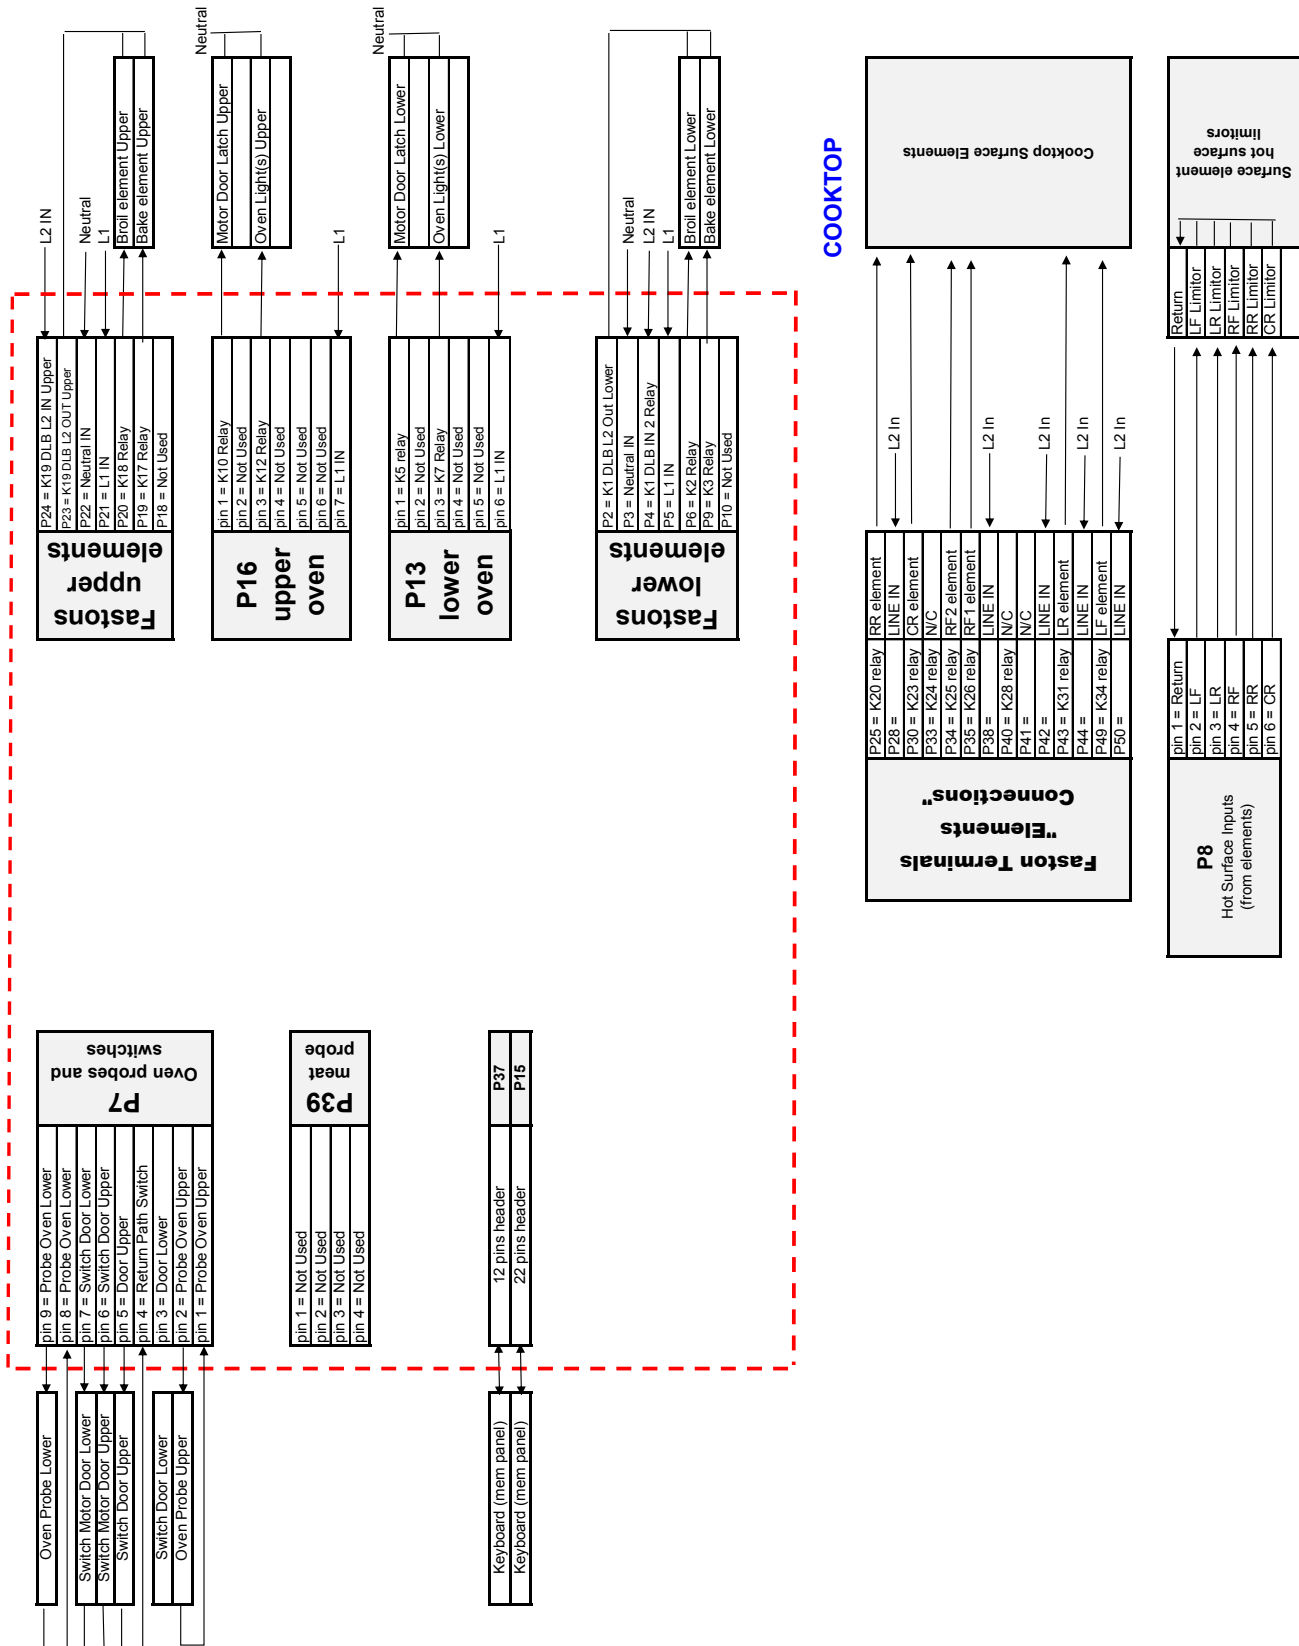 Oven Probe Lower
Switch Motor Door Lower
Switch Motor Door Upper
Switch Door Upper
Switch Door Lower
Oven Probe Upper
pin 9 = Probe Oven Lower
pin 8 = Probe Oven Lower
pin 7 = Switch Door Lower
pin 6 = Switch Door Upper
pin 5 = Door Upper
pin 4 = Return Path Switch
pin 3 = Door Lower
pin 2 = Probe Oven Upper
pin 1 = Probe Oven Upper
P7
Oven probes and
switches
pin 1 = Not Used
pin 2 = Not Used
pin 3 = Not Used
pin 4 = Not Used
P39
meat
probe
Keyboard (mem panel)
Keyboard (mem panel)
12 pins header
22 pins header
P37
P15
Fastons
upper
elements
P24 = K19 DLB L2 IN Upper
P23 = K19 DLB L2 OUT Upper
P22 = Neutral IN
P21 = L1 IN
P20 = K18 Relay
P19 = K17 Relay
P18 = Not Used
L2 IN
Neutral
L1
Broil element Upper
Bake element Upper
P16
upper
oven
pin 1 = K10 Relay
pin 2 = Not Used
pin 3 = K12 Relay
pin 4 = Not Used
pin 5 = Not Used
pin 6 = Not Used
pin 7 = L1 IN
Motor Door Latch Upper
Oven Light(s) Upper
Neutral
L1
P13
lower
oven
pin 1 = K5 relay
pin 2 = Not Used
pin 3 = K7 Relay
pin 4 = Not Used
pin 5 = Not Used
pin 6 = L1 IN
Motor Door Latch Lower
Oven Light(s) Lower
Neutral
L1
Fastons
lower
elements
P2 = K1 DLB L2 Out Lower
P3 = Neutral IN
P4 = K1 DLB IN 2 Relay
P5 = L1 IN
P6 = K2 Relay
P9 = K3 Relay
P10 = Not Used
Neutral
L2 IN
L1
Broil element Lower
Bake element Lower
COOKTOP
Faston Terminals
"Elements
Connections"
P25 = K20 relay RR element
P28 = LINE IN
P30 = K23 relay CR element
P33 = K24 relay N/C
P34 = K25 relay RF2 element
P35 = K26 relay RF1 element
P38 = LINE IN
P40 = K28 relay N/C
P41 = N/C
P42 = LINE IN
P43 = K31 relay LR element
P44 = LINE IN
P49 = K34 relay LF element
P50 = LINE IN
L2 In
L2 In
L2 In
L2 In
L2 In
Cooktop Surface Elements
P8
Hot Surface Inputs
(from elements)
pin 1 = Return
pin 2 = LF
pin 3 = LR
pin 4 = RF
pin 5 = RR
pin 6 = CR
Return
LF Limitor
LR Limitor
RF Limitor
RR Limitor
CR Limitor
Surface element
hot surface
limitors